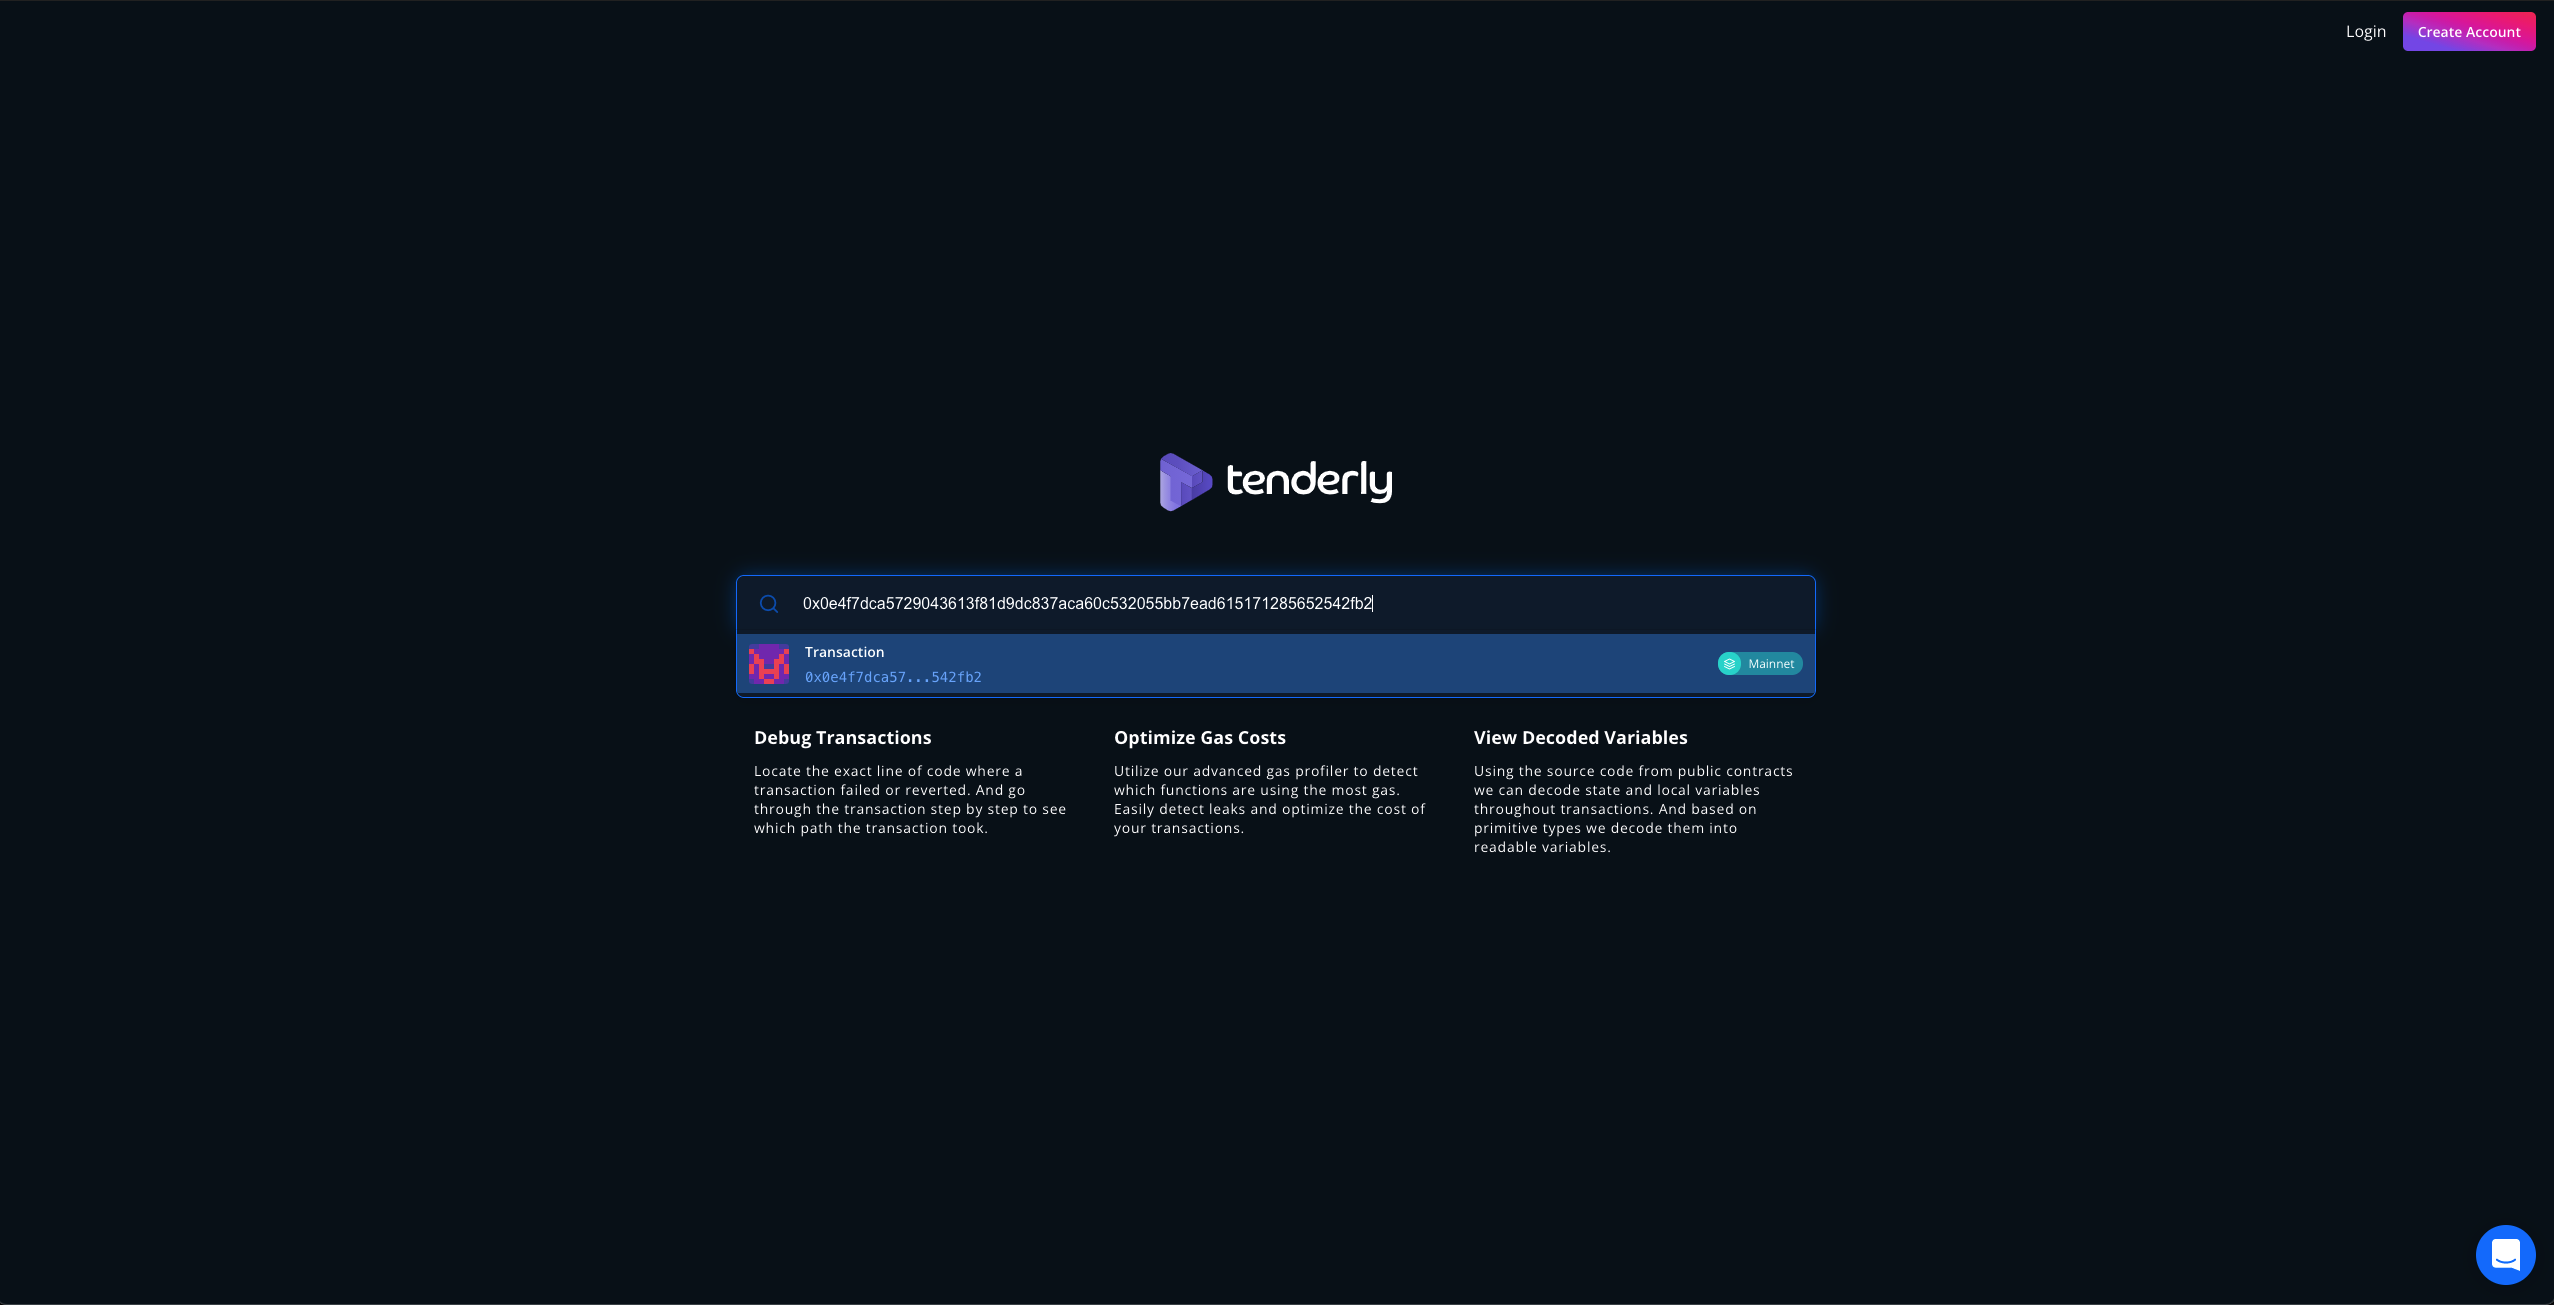 Login
Create Account
tenderly
0x0e4f7dca5729043613f81d9dc837aca60c532055bb7ead615171285652542fb2
Transaction
0x0e4f7dca57...542fb2
Mainnet
Debug Transactions
Locate the exact line of code where a
transaction failed or reverted. And go
through the transaction step by step to see
which path the transaction took.
Optimize Gas Costs
Utilize our advanced gas profiler to detect
which functions are using the most gas.
Easily detect leaks and optimize the cost of
your transactions.
View Decoded Variables
Using the source code from public contracts
we can decode state and local variables
throughout transactions. And based on
primitive types we decode them into
readable variables.